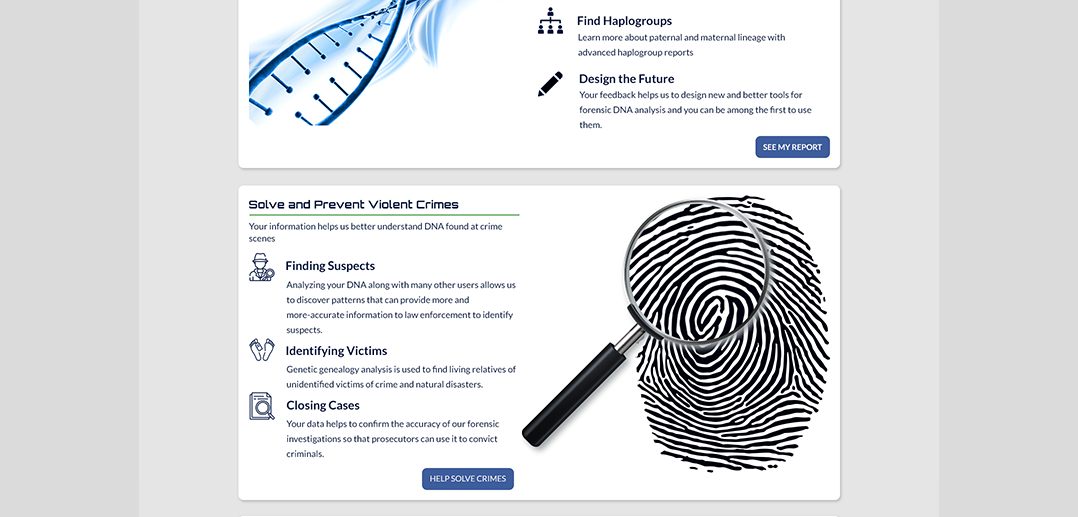 Find Haplogroups
Learn more about paternal and maternal lineage with
advanced haplogroup reports
Design the Future
Your feedback helps us to design new and better tools for
forensic DNA analysis and you can be among the first to use
them.
SEE MY REPORT
Solve and Prevent Violent Crimes
Your information helps us better understand DNA found at crime
scenes
Finding Suspects
Analyzing your DNA along with many other users allows us
to discover patterns that can provide more and
more-accurate information to law enforcement to identify
suspects.
Identifying Victims
Genetic genealogy analysis is used to find living relatives of
unidentified victims of crime and natural disasters.
Closing Cases
Your data helps to confirm the accuracy of our forensic
investigations so that prosecutors can use it to convict
criminals.
HELP SOLVE CRIMES